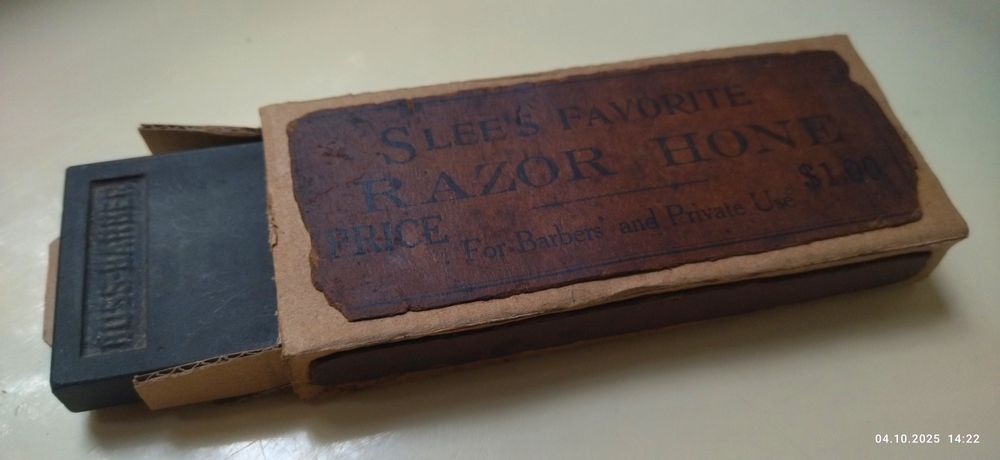 SLEE'S FAVORITE
RAZOR HONE
PRICE For Barbers' and Private Use $1.00
04.10.2025 14:22